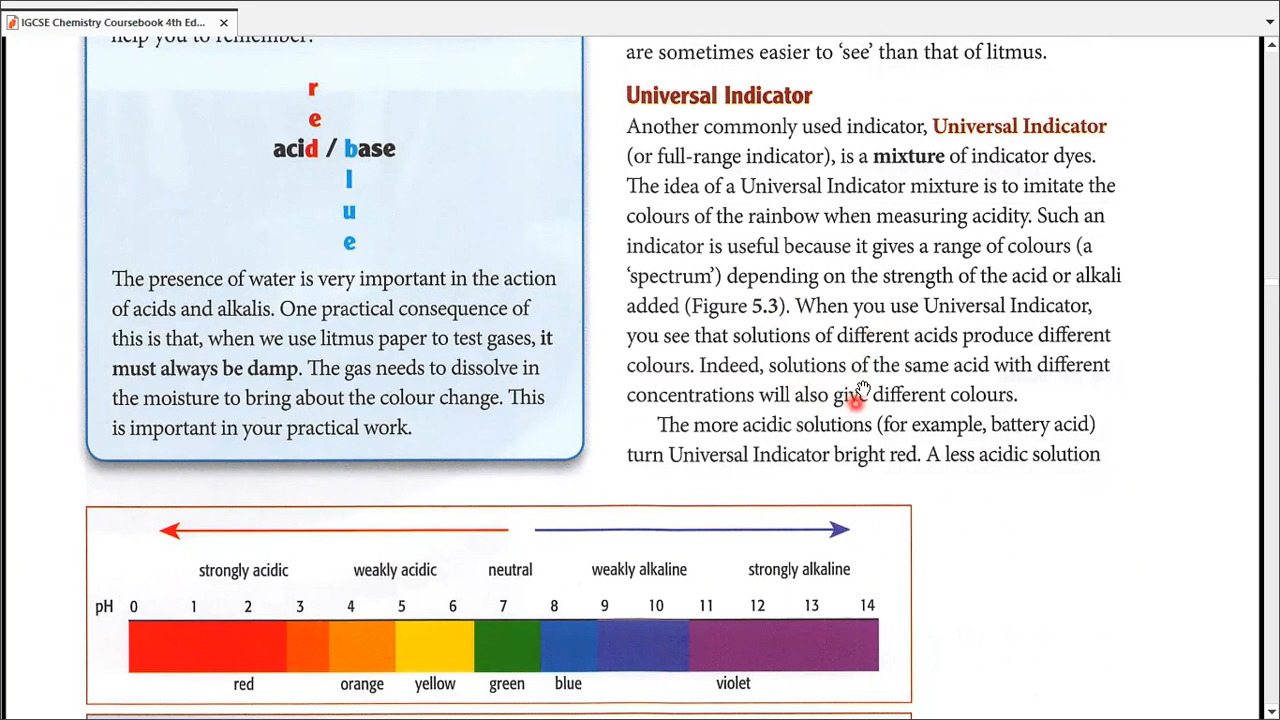 IGCSE Chemistry Coursebook 4th Ed...
help you to remember:
r
e
acid / base
l
u
e
The presence of water is very important in the action
of acids and alkalis. One practical consequence of
this is that, when we use litmus paper to test gases, it
must always be damp. The gas needs to dissolve in
the moisture to bring about the colour change. This
is important in your practical work.
are sometimes easier to ‘see’ than that of litmus.
Universal Indicator
Another commonly used indicator, Universal Indicator
(or full-range indicator), is a mixture of indicator dyes.
The idea of a Universal Indicator mixture is to imitate the
colours of the rainbow when measuring acidity. Such an
indicator is useful because it gives a range of colours (a
‘spectrum’) depending on the strength of the acid or alkali
added (Figure 5.3). When you use Universal Indicator,
you see that solutions of different acids produce different
colours. Indeed, solutions of the same acid with different
concentrations will also give different colours.
The more acidic solutions (for example, battery acid)
turn Universal Indicator bright red. A less acidic solution
strongly acidic weakly acidic neutral weakly alkaline strongly alkaline
pH 0 1 2 3 4 5 6 7 8 9 10 11 12 13 14
red orange yellow green blue violet